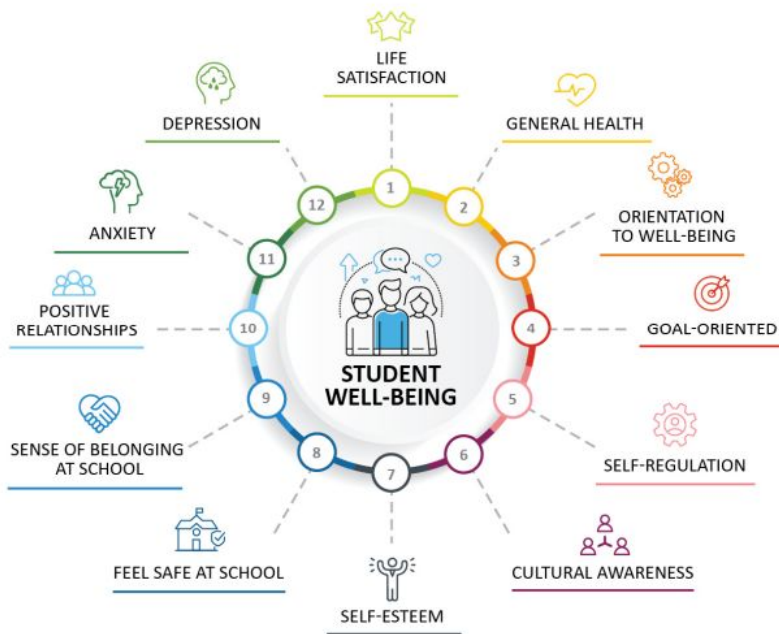 LIFE
SATISFACTION
GENERAL HEALTH
ORIENTATION
TO WELL-BEING
GOAL-ORIENTED
SELF-REGULATION
CULTURAL AWARENESS
SELF-ESTEEM
FEEL SAFE AT SCHOOL
SENSE OF BELONGING
AT SCHOOL
POSITIVE
RELATIONSHIPS
ANXIETY
DEPRESSION
1
2
3
4
5
6
7
8
9
10
11
12
STUDENT
WELL-BEING